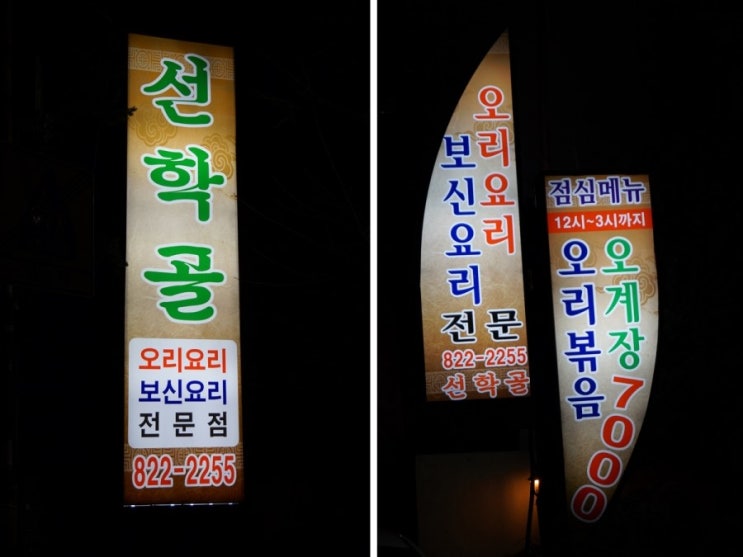 선학골
오리요리
보신요리
전문점
822-2255
오리요리
보신요리
전문
822-2255
선학골
점심메뉴
12시~3시까지
오계장
오리볶음
7000